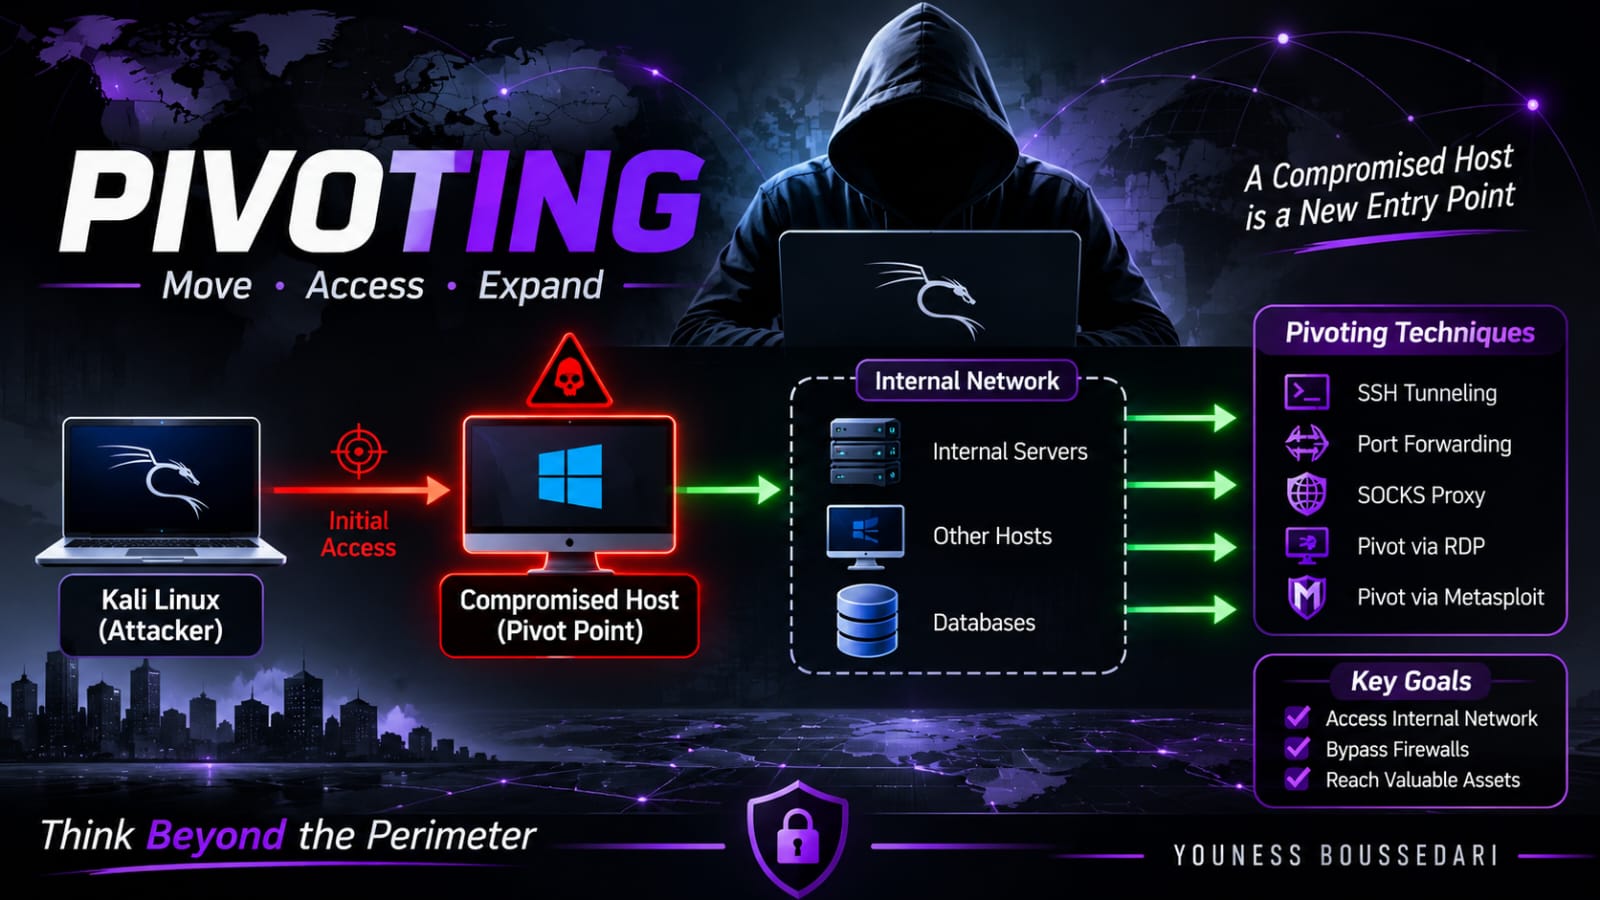 PIVOTING
Move • Access • Expand
A Compromised Host
is a New Entry Point
Initial
Access
Kali Linux
(Attacker)
Compromised Host
(Pivot Point)
Internal Network
Internal Servers
Other Hosts
Databases
Pivoting Techniques
SSH Tunneling
Port Forwarding
SOCKS Proxy
Pivot via RDP
M Pivot via Metasploit
Key Goals
Access Internal Network
Bypass Firewalls
Reach Valuable Assets
Think Beyond the Perimeter
YOUNESS BOUSSEDARI